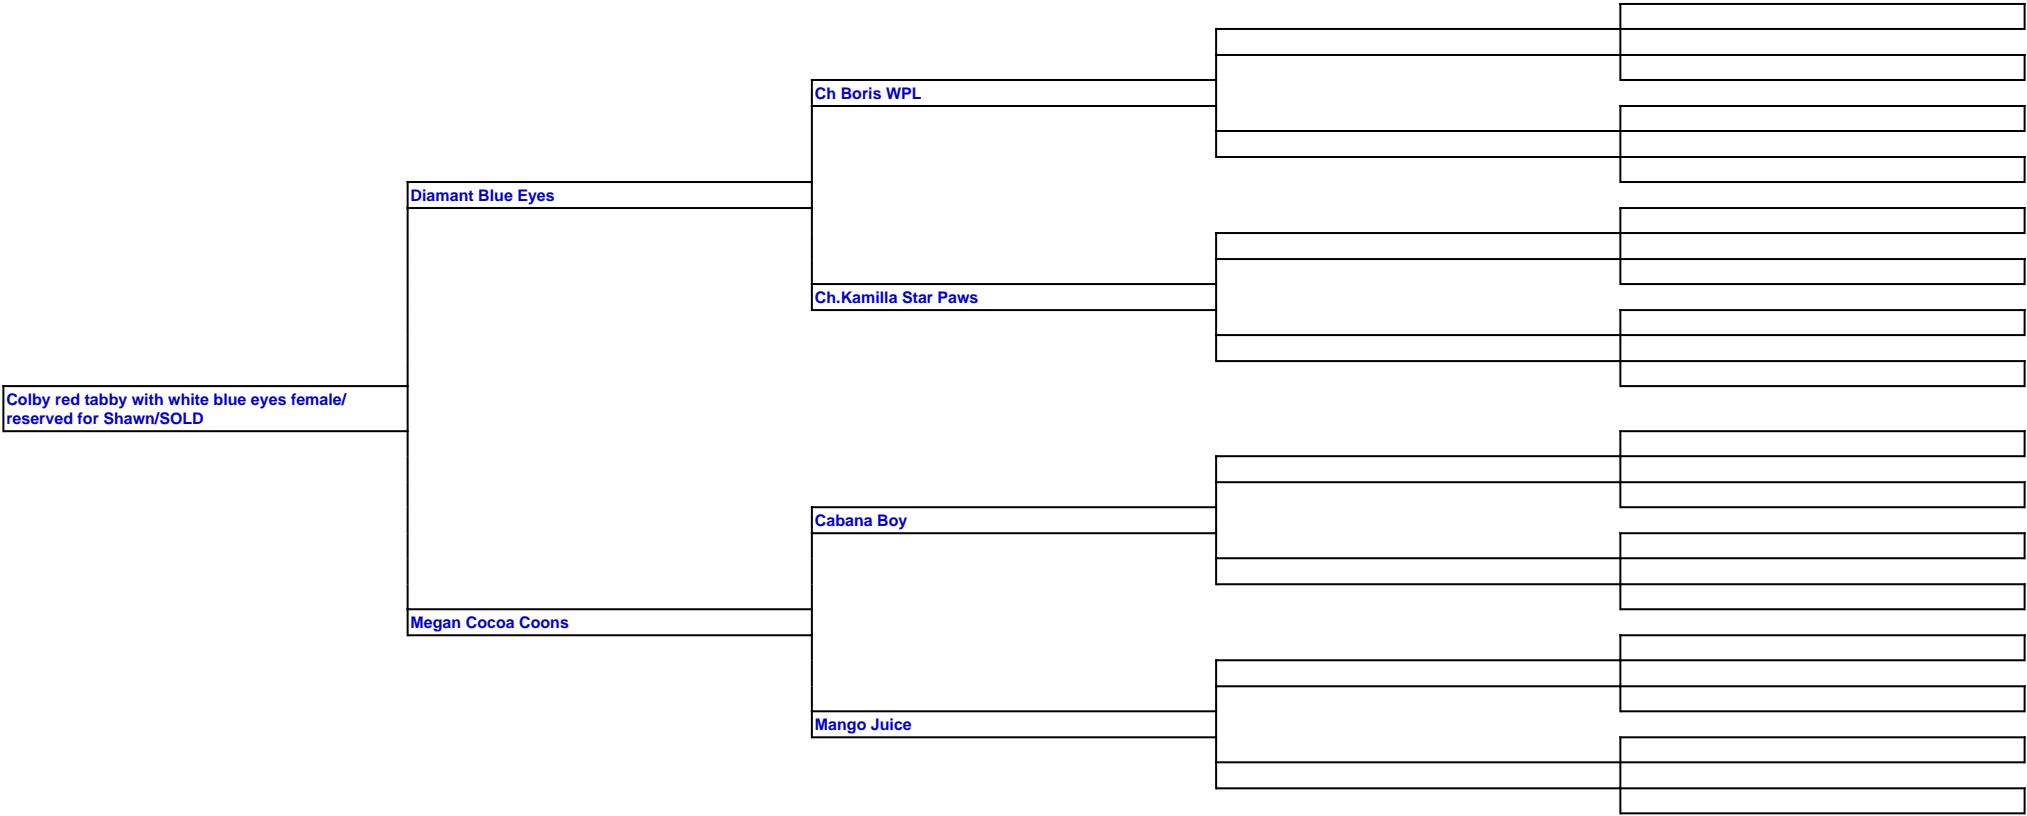 Ch Boris WPL
Diamant Blue Eyes
Ch.Kamilla Star Paws
Colby red tabby with white blue eyes female/
reserved for Shawn/SOLD
Cabana Boy
Megan Cocoa Coons
Mango Juice